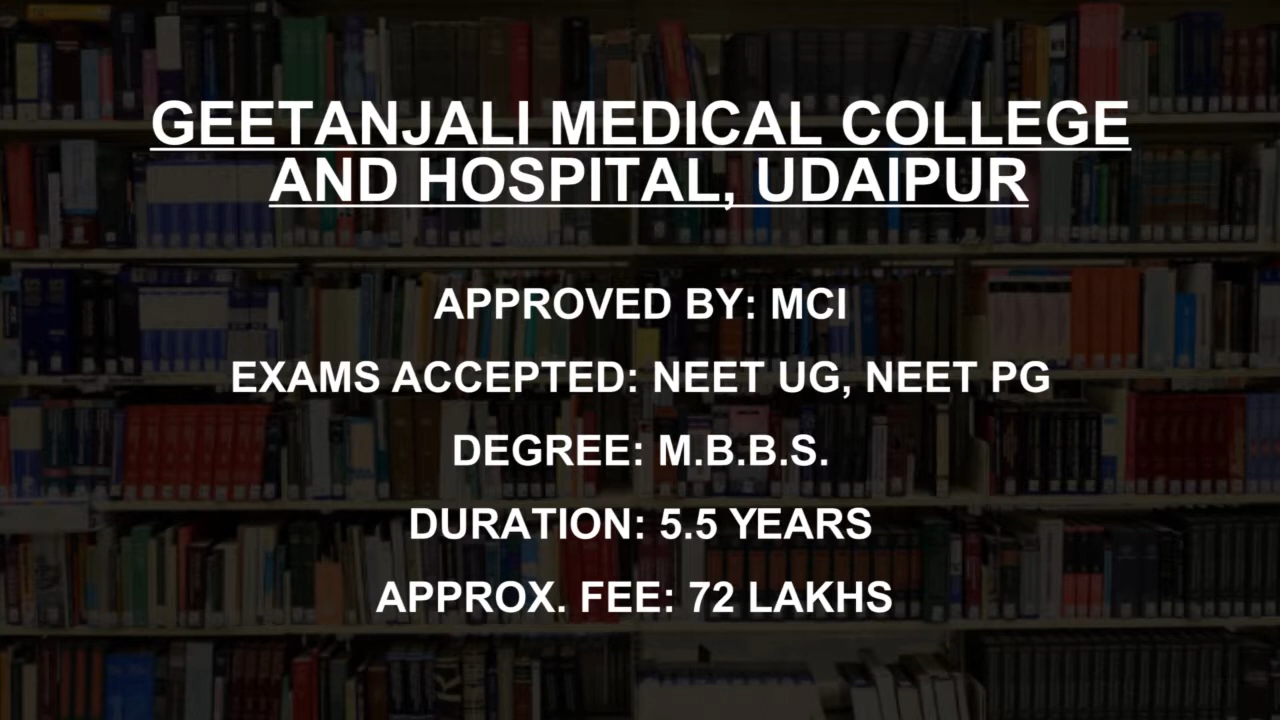 GEETANJALI MEDICAL COLLEGE
AND HOSPITAL, UDAIPUR
APPROVED BY: MCI
EXAMS ACCEPTED: NEET UG, NEET PG
DEGREE: M.B.B.S.
DURATION: 5.5 YEARS
APPROX. FEE: 72 LAKHS